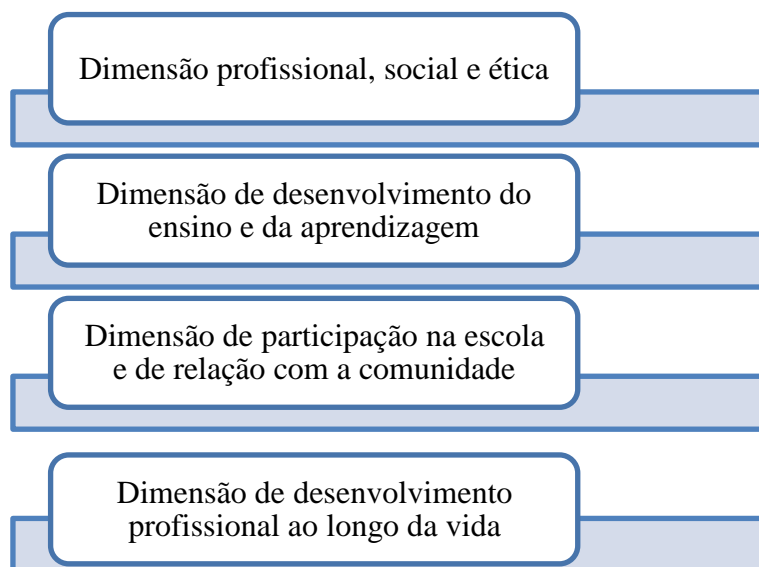 Dimensão profissional, social e ética
Dimensão de desenvolvimento do
ensino e da aprendizagem
Dimensão de participação na escola
e de relação com a comunidade
Dimensão de desenvolvimento
profissional ao longo da vida